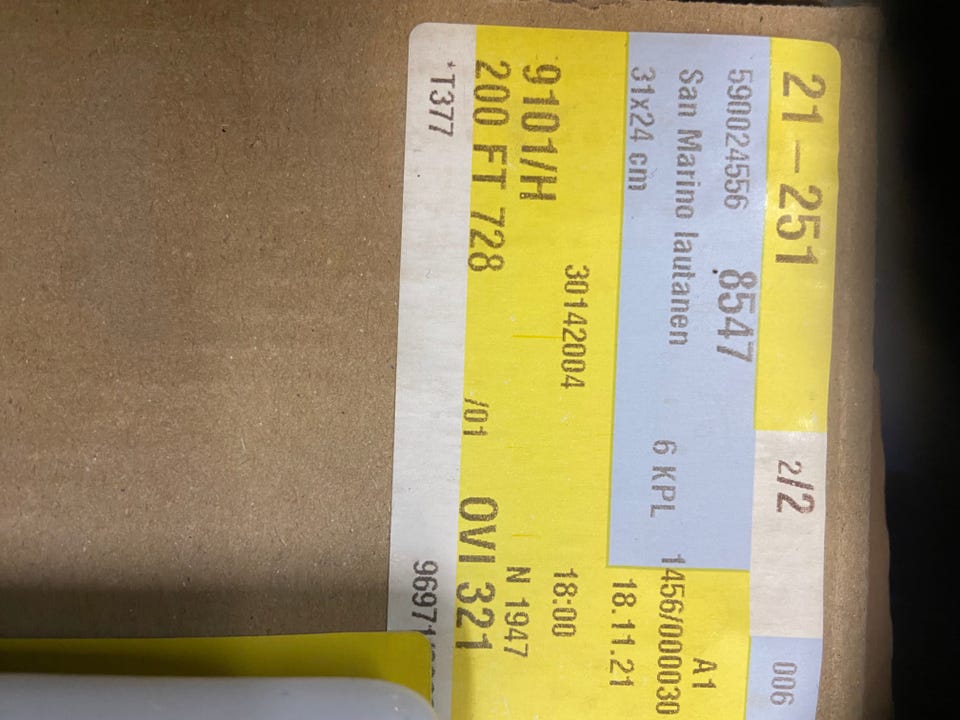 21-251 2/2 006
590024556 8547 A1
San Marino lautanen 6 KPL 1456/000030
31x24 cm 18.11.21
30142004 18:00
9101/H N 1947
200 FT 728 /01 OVI 321
*T377